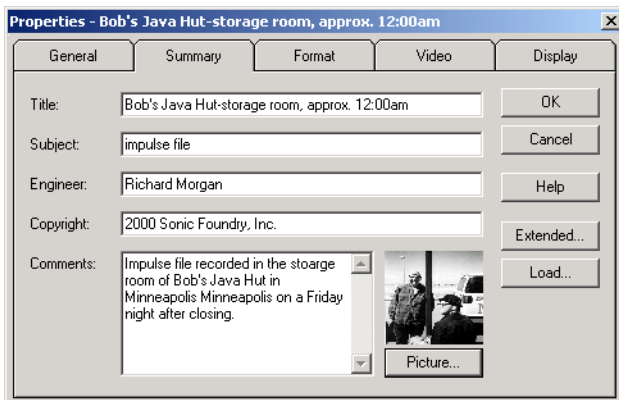 Properties - Bob's Java Hut-storage room, approx. 12:00am
General Summary Format Video Display
Title: Bob's Java Hut-storage room, approx. 12:00am
OK
Subject: impulse file
Cancel
Engineer: Richard Morgan
Help
Copyright: 2000 Sonic Foundry, Inc.
Extended...
Comments: Impulse file recorded in the stoarge
room of Bob's Java Hut in
Minneapolis Minneapolis on a Friday
night after closing.
Load...
Picture...